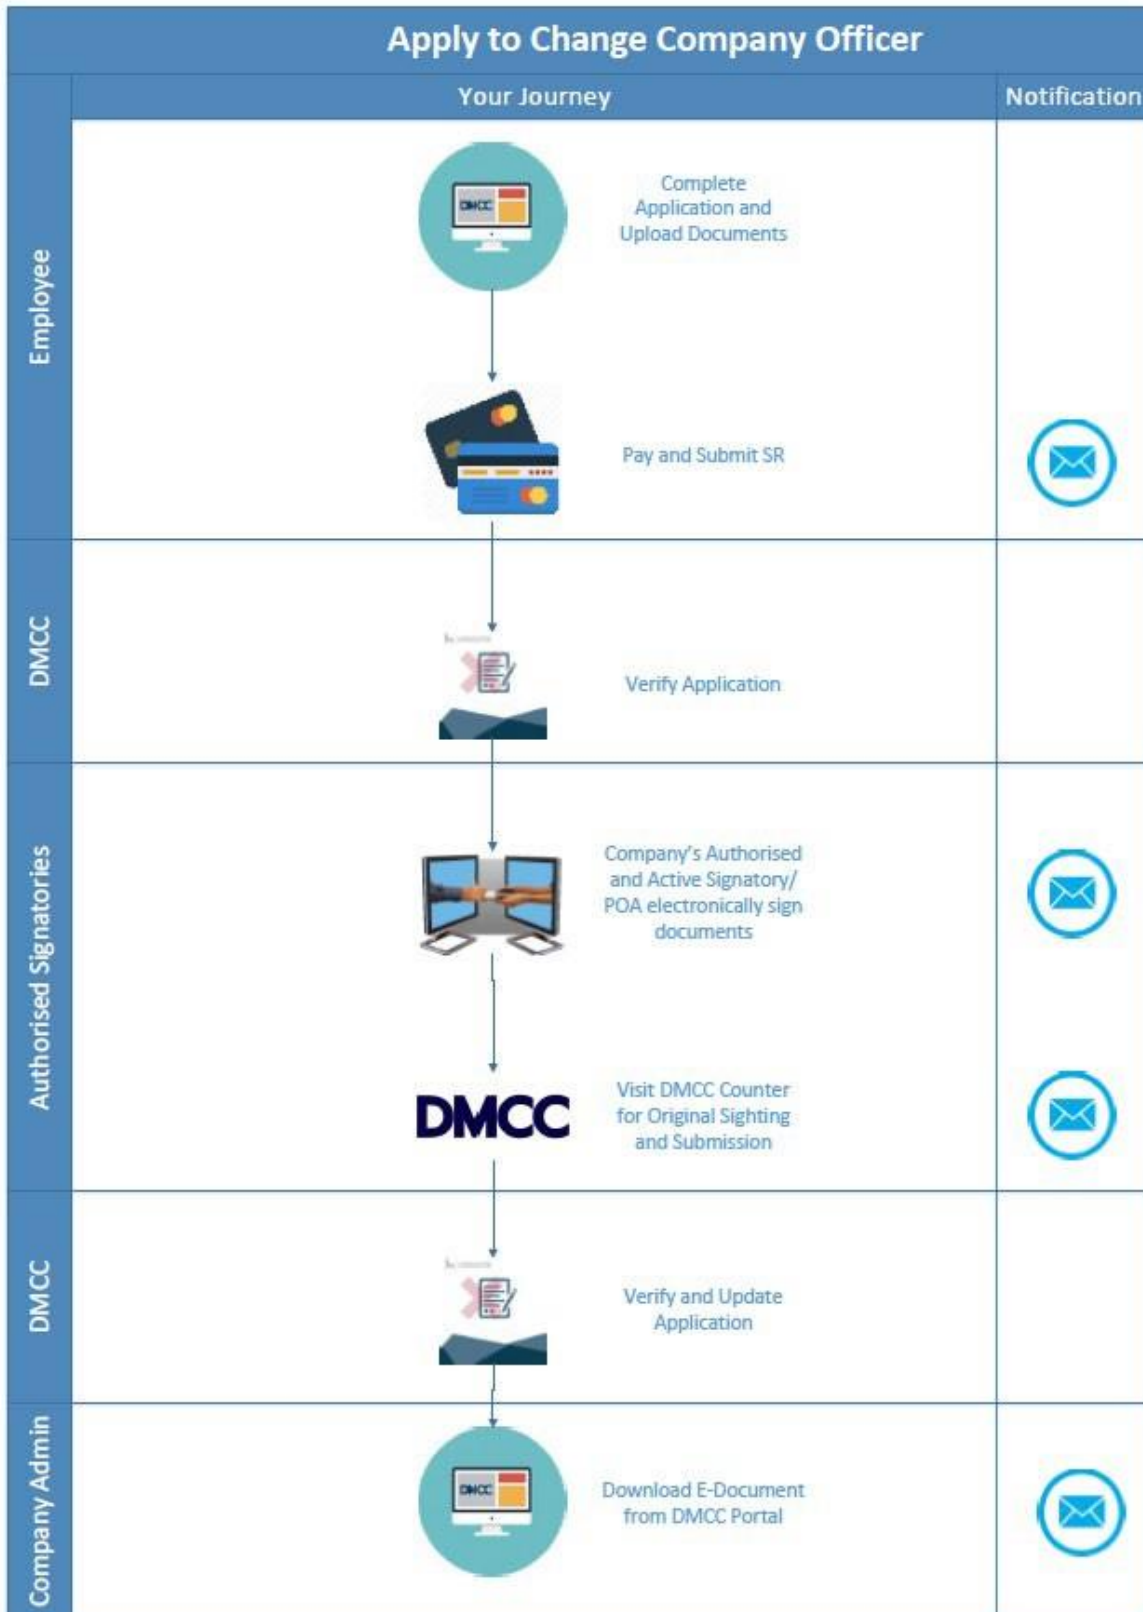 Apply to Change Company Officer
Your Journey
Notification
Employee
DMCC
Complete
Application and
Upload Documents
Pay and Submit SR
DMCC
Verify Application
Authorised Signatories
Company's Authorised
and Active Signatory/
POA electronically sign
documents
DMCC
Visit DMCC Counter
for Original Sighting
and Submission
DMCC
Verify and Update
Application
Company Admin
DMCC
Download E-Document
from DMCC Portal